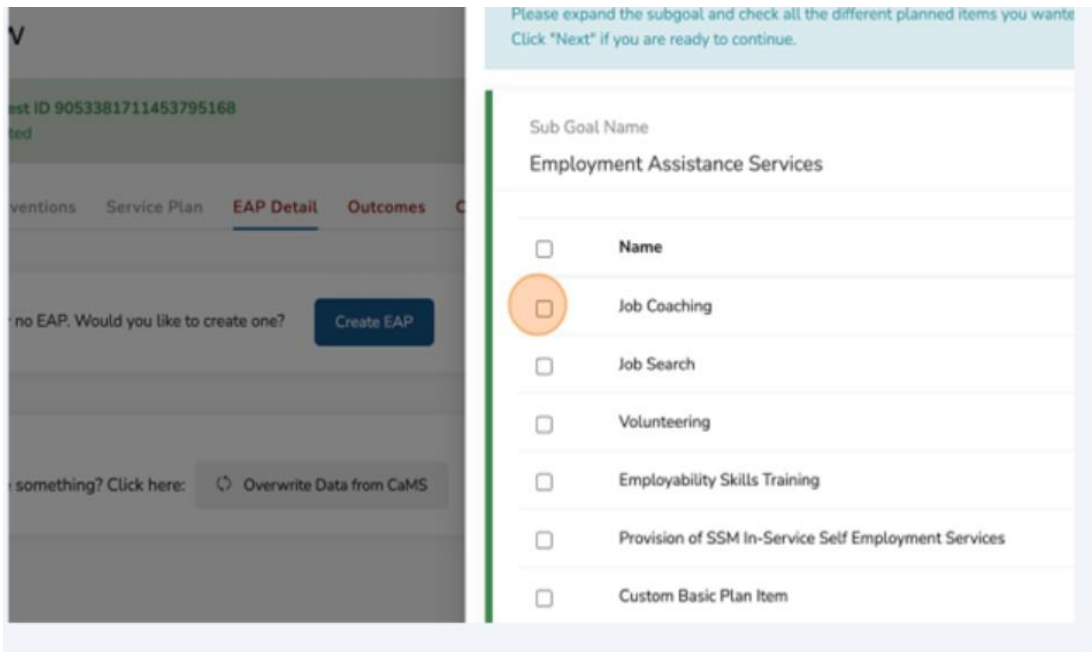 Please expand the subgoal and check all the different planned items you wante
Click "Next" if you are ready to continue.
est ID 9053381711453795168
ted
ventions Service Plan EAP Detail Outcomes C
no EAP. Would you like to create one? Create EAP
something? Click here: Overwrite Data from CaMS
Sub Goal Name
Employment Assistance Services
Name
Job Coaching
Job Search
Volunteering
Employability Skills Training
Provision of SSM In-Service Self Employment Services
Custom Basic Plan Item